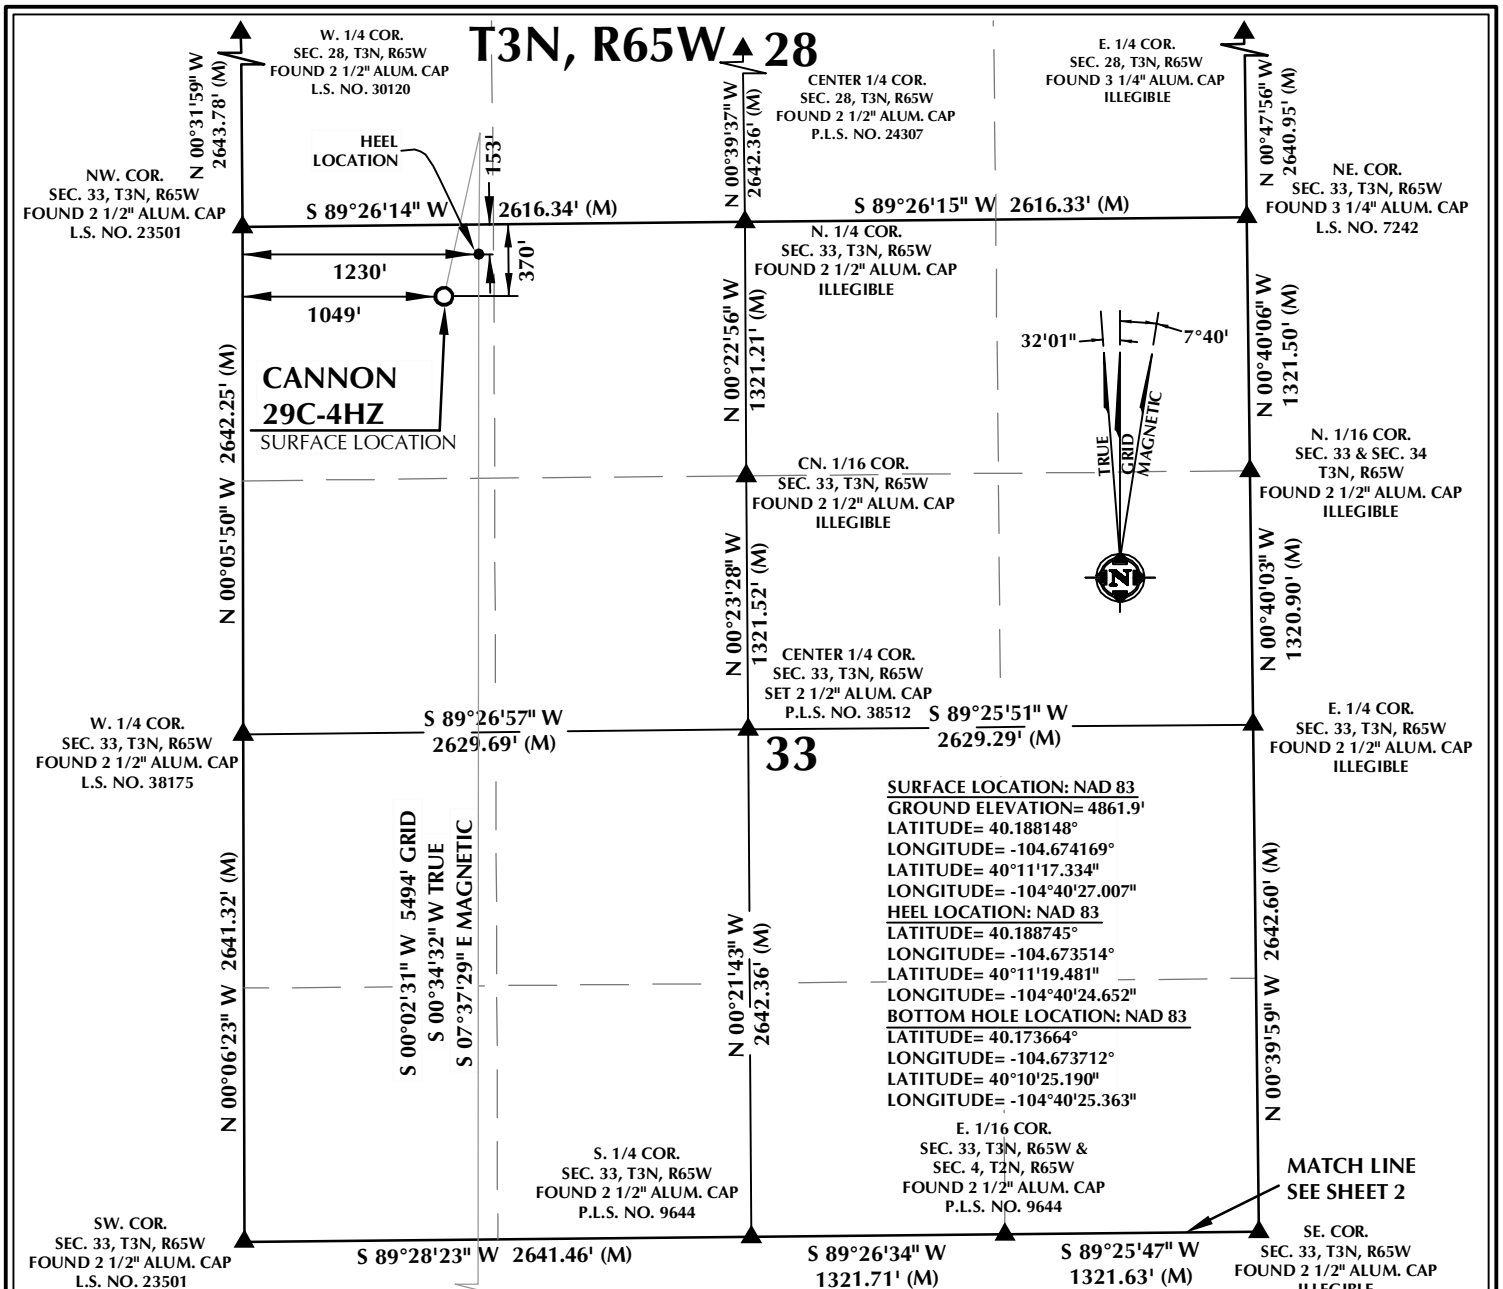 T3N, R65W
28
W. 1/4 COR.
SEC. 28, T3N, R65W
FOUND 2 1/2" ALUM. CAP
L.S. NO. 30120
N 00°31'59" W
2643.78' (M)
HEEL
LOCATION
153'
N 00°39'37" W
2642.36' (M)
CENTER 1/4 COR.
SEC. 28, T3N, R65W
FOUND 2 1/2" ALUM. CAP
P.L.S. NO. 24307
E. 1/4 COR.
SEC. 28, T3N, R65W
FOUND 3 1/4" ALUM. CAP
ILLEGIBLE
N 00°47'56" W
2640.95' (M)
NW. COR.
SEC. 33, T3N, R65W
FOUND 2 1/2" ALUM. CAP
L.S. NO. 23501
S 89°26'14" W 2616.34' (M)
S 89°26'15" W 2616.33' (M)
NE. COR.
SEC. 33, T3N, R65W
FOUND 3 1/4" ALUM. CAP
L.S. NO. 7242
N. 1/4 COR.
SEC. 33, T3N, R65W
FOUND 2 1/2" ALUM. CAP
ILLEGIBLE
1230'
370'
1049'
CANNON
29C-4HZ
SURFACE LOCATION
N 00°05'50" W 2642.25' (M)
N 00°22'56" W
1321.21' (M)
32'01"
7°40'
TRUE
GRID
MAGNETIC
N
N 00°40'06" W
1321.50' (M)
CN. 1/16 COR.
SEC. 33, T3N, R65W
FOUND 2 1/2" ALUM. CAP
ILLEGIBLE
N. 1/16 COR.
SEC. 33 & SEC. 34
T3N, R65W
FOUND 2 1/2" ALUM. CAP
ILLEGIBLE
N 00°23'28" W
1321.52' (M)
N 00°40'03" W
1320.90' (M)
CENTER 1/4 COR.
SEC. 33, T3N, R65W
SET 2 1/2" ALUM. CAP
P.L.S. NO. 38512
W. 1/4 COR.
SEC. 33, T3N, R65W
FOUND 2 1/2" ALUM. CAP
L.S. NO. 38175
S 89°26'57" W
2629.69' (M)
S 89°25'51" W
2629.29' (M)
E. 1/4 COR.
SEC. 33, T3N, R65W
FOUND 2 1/2" ALUM. CAP
ILLEGIBLE
33
SURFACE LOCATION: NAD 83
GROUND ELEVATION= 4861.9'
LATITUDE= 40.188148°
LONGITUDE= -104.674169°
LATITUDE= 40°11'17.334"
LONGITUDE= -104°40'27.007"
HEEL LOCATION: NAD 83
LATITUDE= 40.188745°
LONGITUDE= -104.673514°
LATITUDE= 40°11'19.481"
LONGITUDE= -104°40'24.652"
BOTTOM HOLE LOCATION: NAD 83
LATITUDE= 40.173664°
LONGITUDE= -104.673712°
LATITUDE= 40°10'25.190"
LONGITUDE= -104°40'25.363"
N 00°06'23" W 2641.32' (M)
S 00°02'31" W 5494' GRID
S 00°34'32" W TRUE
S 07°37'29" E MAGNETIC
N 00°21'43" W
2642.36' (M)
N 00°39'59" W 2642.60' (M)
S. 1/4 COR.
SEC. 33, T3N, R65W
FOUND 2 1/2" ALUM. CAP
P.L.S. NO. 9644
E. 1/16 COR.
SEC. 33, T3N, R65W &
SEC. 4, T2N, R65W
FOUND 2 1/2" ALUM. CAP
P.L.S. NO. 9644
MATCH LINE
SEE SHEET 2
SW. COR.
SEC. 33, T3N, R65W
FOUND 2 1/2" ALUM. CAP
L.S. NO. 23501
S 89°28'23" W 2641.46' (M)
S 89°26'34" W
1321.71' (M)
S 89°25'47" W
1321.63' (M)
SE. COR.
SEC. 33, T3N, R65W
FOUND 2 1/2" ALUM. CAP
ILLEGIBLE